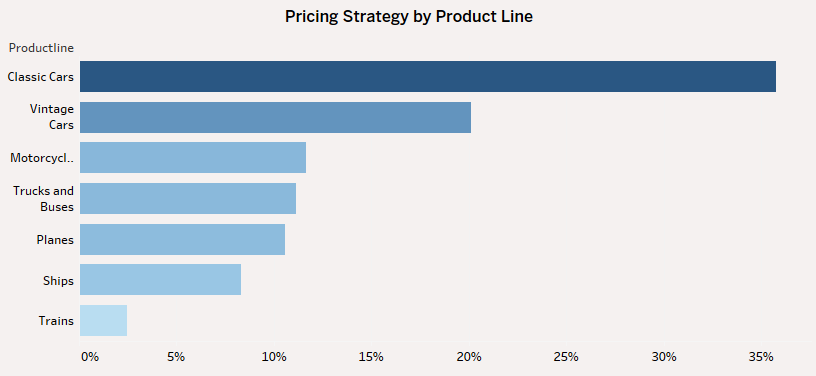 Pricing Strategy by Product Line
Productline
Classic Cars
Vintage
Cars
Motorcycl..
Trucks and
Buses
Planes
Ships
Trains
0% 5% 10% 15% 20% 25% 30% 35%